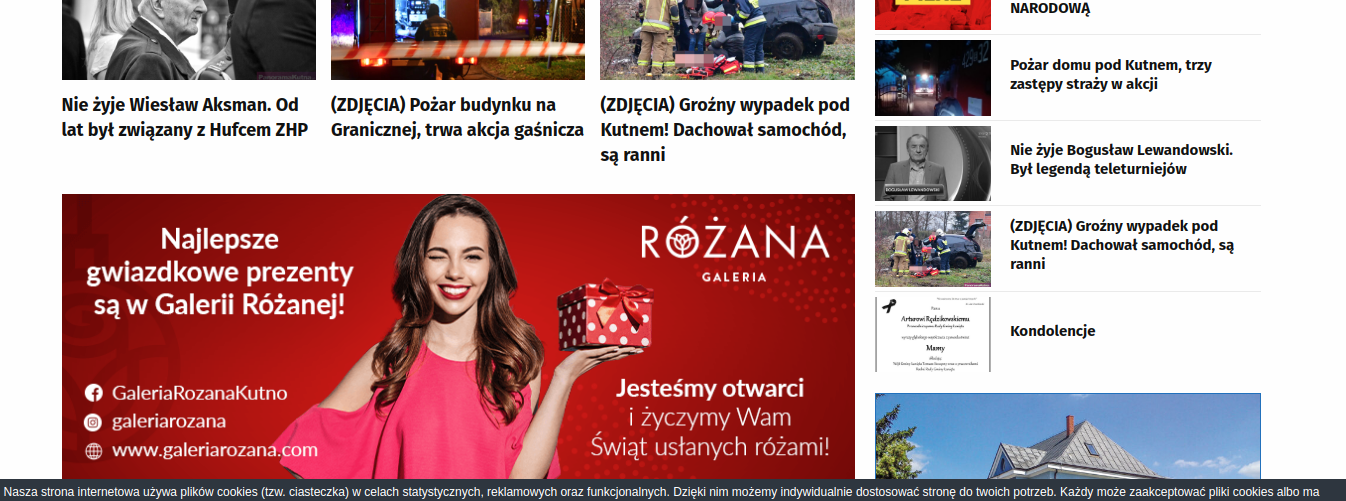 Nie żyje Wiesław Aksman. Od
lat był związany z Hufcem ZHP
(ZDJĘCIA) Pożar budynku na
Granicznej, trwa akcja gaśnicza
(ZDJĘCIA) Groźny wypadek pod
Kutnem! Dachował samochód,
są ranni
Najlepsze
gwiazdkowe prezenty
są w Galerii Różanej!
RÓŻANA
GALERIA
GaleriaRozanaKutno
galeriarozana
www.galeriarozana.com
Jesteśmy otwarci
i życzymy Wam
Świąt usłanych różami!
NARODOWĄ
Pożar domu pod Kutnem, trzy
zastępy straży w akcji
BOGUSŁAW LEWANDOWSKI
Nie żyje Bogusław Lewandowski.
Był legendą teleturniejów
(ZDJĘCIA) Groźny wypadek pod
Kutnem! Dachował samochód, są
ranni
Arturowi Rędzikowskiemu
Mamy
Kondolencje
Nasza strona internetowa używa plików cookies (tzw. ciasteczka) w celach statystycznych, reklamowych oraz funkcjonalnych. Dzięki nim możemy indywidualnie dostosować stronę do twoich potrzeb. Każdy może zaakceptować pliki cookies albo ma